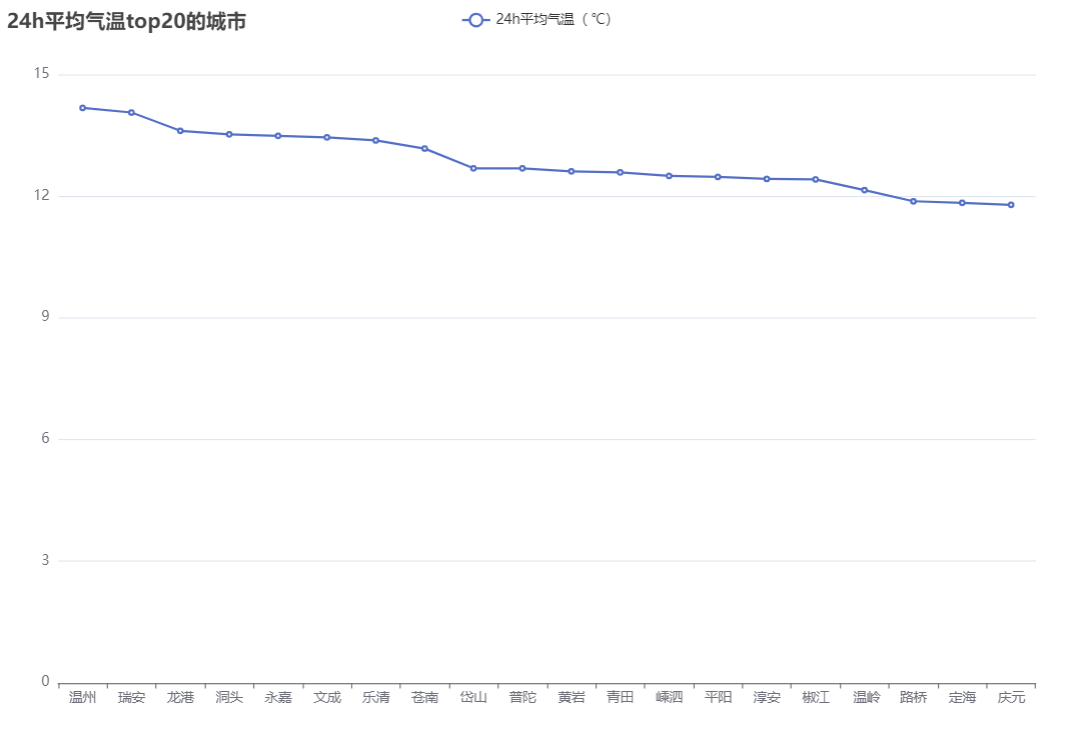 24h平均气温top20的城市
24h平均气温（℃）
15
12
9
6
3
0
温州 瑞安 龙港 洞头 永嘉 文成 乐清 苍南 岱山 普陀 黄岩 青田 嵊泗 平阳 淳安 椒江 温岭 路桥 定海 庆元